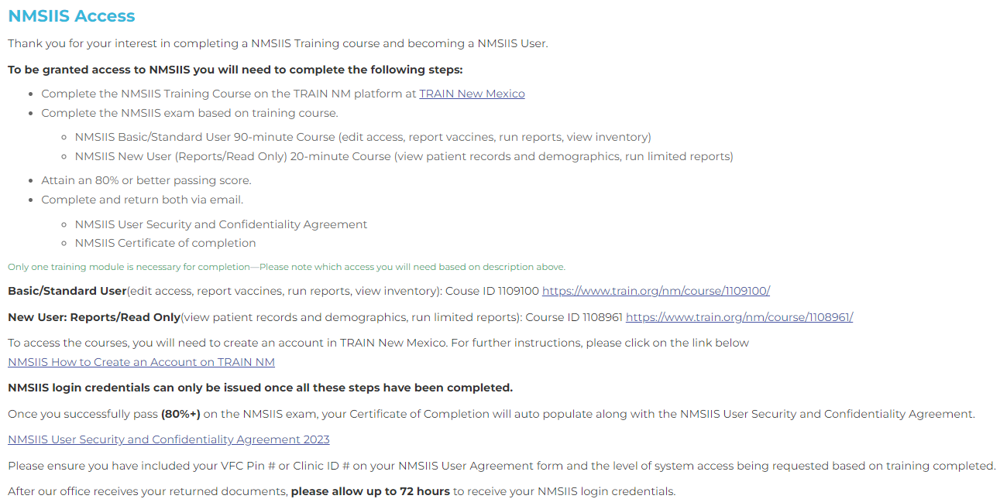 NMSIIS Access
Thank you for your interest in completing a NMSIIS Training course and becoming a NMSIIS User.
To be granted access to NMSIIS you will need to complete the following steps:
• Complete the NMSIIS Training Course on the TRAIN NM platform at TRAIN New Mexico
• Complete the NMSIIS exam based on training course.
◦ NMSIIS Basic/Standard User 90-minute Course (edit access, report vaccines, run reports, view inventory)
◦ NMSIIS New User (Reports/Read Only) 20-minute Course (view patient records and demographics, run limited reports)
• Attain an 80% or better passing score.
• Complete and return both via email.
◦ NMSIIS User Security and Confidentiality Agreement
◦ NMSIIS Certificate of completion
Only one training module is necessary for completion—Please note which access you will need based on description above.
Basic/Standard User(edit access, report vaccines, run reports, view inventory): Couse ID 1109100 https://www.train.org/nm/course/1109100/
New User: Reports/Read Only(view patient records and demographics, run limited reports): Course ID 1108961 https://www.train.org/nm/course/1108961/
To access the courses, you will need to create an account in TRAIN New Mexico. For further instructions, please click on the link below
NMSIIS How to Create an Account on TRAIN NM
NMSIIS login credentials can only be issued once all these steps have been completed.
Once you successfully pass (80%+) on the NMSIIS exam, your Certificate of Completion will auto populate along with the NMSIIS User Security and Confidentiality Agreement.
NMSIIS User Security and Confidentiality Agreement 2023
Please ensure you have included your VFC Pin # or Clinic ID # on your NMSIIS User Agreement form and the level of system access being requested based on training completed.
After our office receives your returned documents, please allow up to 72 hours to receive your NMSIIS login credentials.